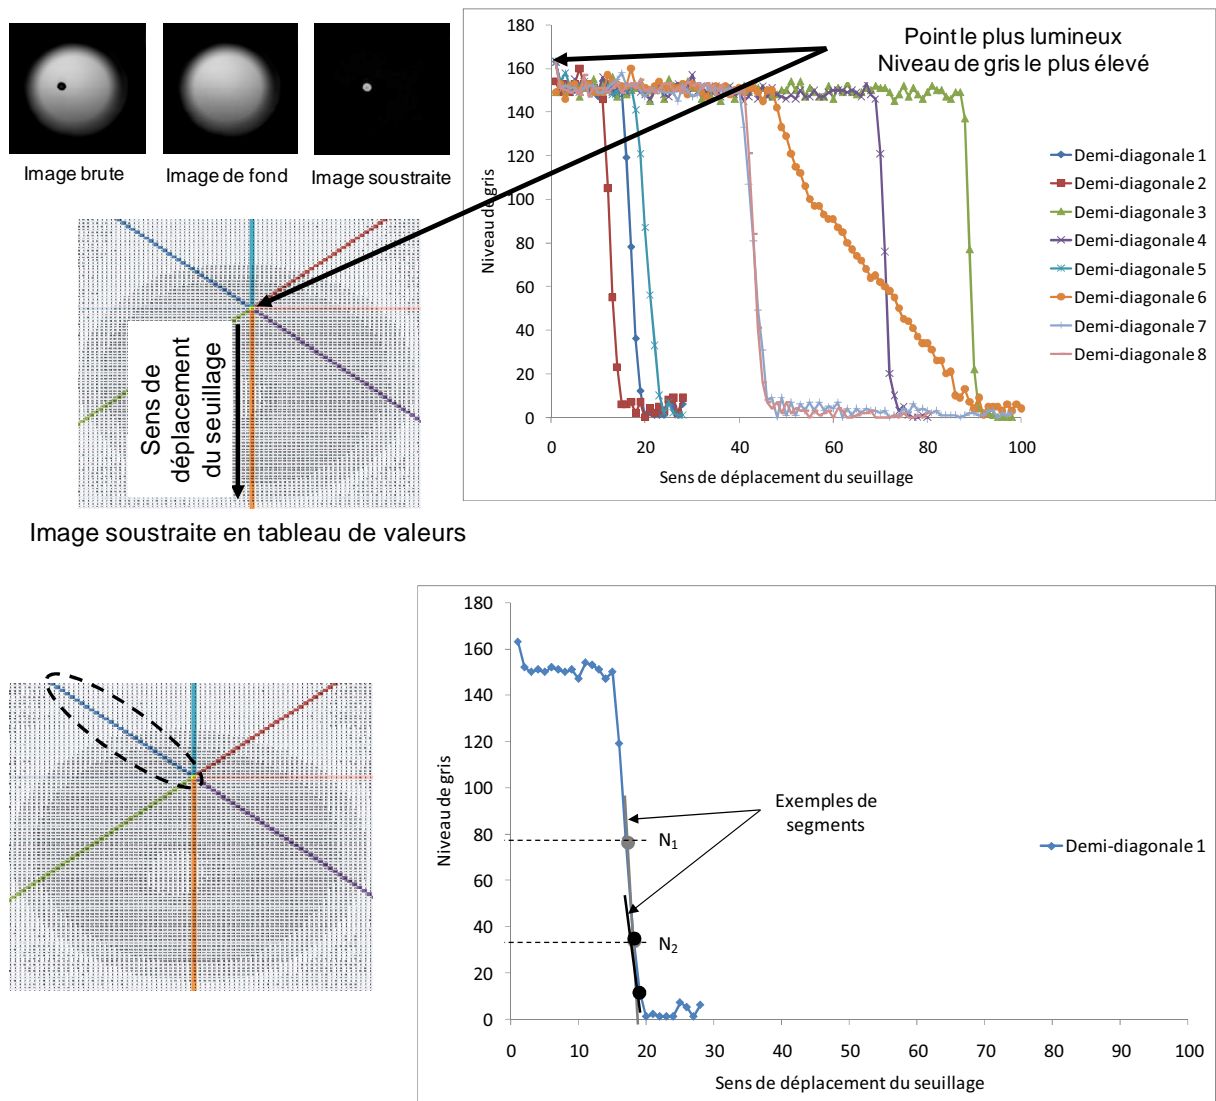 Image brute
Image de fond
Image soustraite
Sens de
déplacement
du seuillage
Image soustraite en tableau de valeurs
180
160
140
120
100
80
60
40
20
0
Niveau de gris
0 20 40 60 80 100
Sens de déplacement du seuillage
Point le plus lumineux
Niveau de gris le plus élevé
Demi-diagonale 1
Demi-diagonale 2
Demi-diagonale 3
Demi-diagonale 4
Demi-diagonale 5
Demi-diagonale 6
Demi-diagonale 7
Demi-diagonale 8
180
160
140
120
100
80
60
40
20
0
Niveau de gris
Exemples de
segments
N1
N2
Demi-diagonale 1
0 10 20 30 40 50 60 70 80 90 100
Sens de déplacement du seuillage